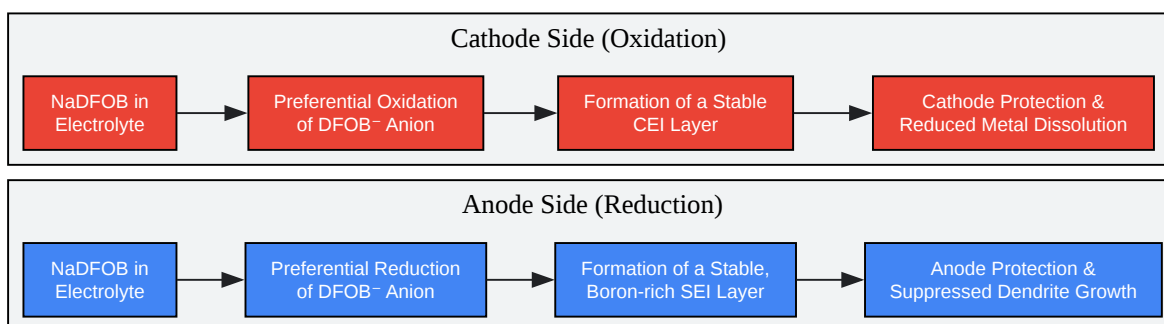 Cathode Side (Oxidation)
NaDFOB in
Electrolyte
Preferential Oxidation
of DFOB⁻ Anion
Formation of a Stable
CEI Layer
Cathode Protection &
Reduced Metal Dissolution
Anode Side (Reduction)
NaDFOB in
Electrolyte
Preferential Reduction
of DFOB⁻ Anion
Formation of a Stable,
Boron-rich SEI Layer
Anode Protection &
Suppressed Dendrite Growth